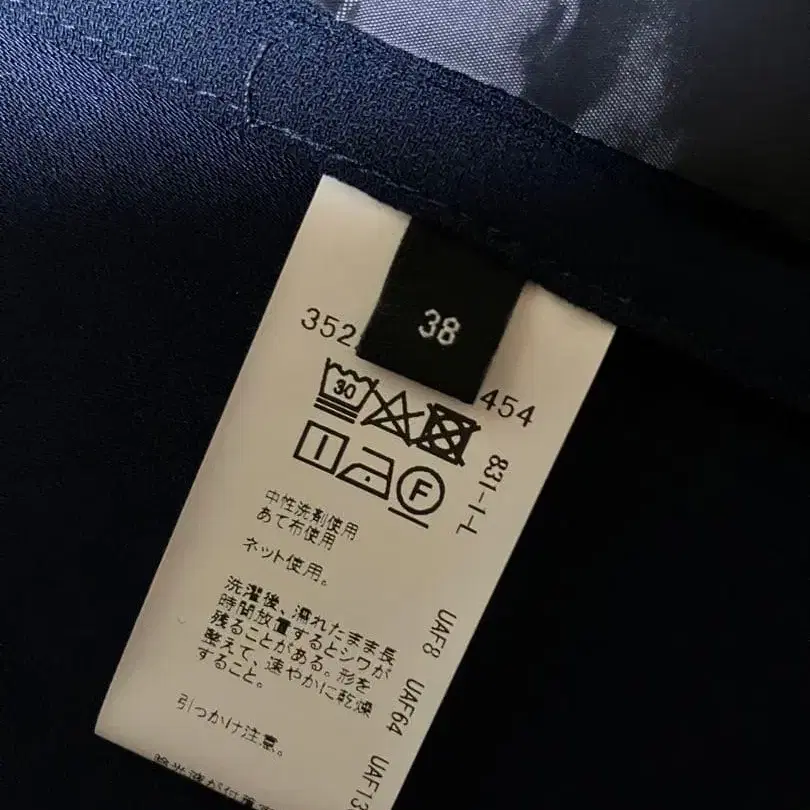 38
352
454
30
F
831-1-L
中性洗剤使用
あて布使用
ネット使用。
洗濯後、濡れたまま長
時間放置するとシワが
残ることがある。形を
整えて、速やかに乾燥
すること。
引っかけ注意。
UAF8 UAF64 UAF13